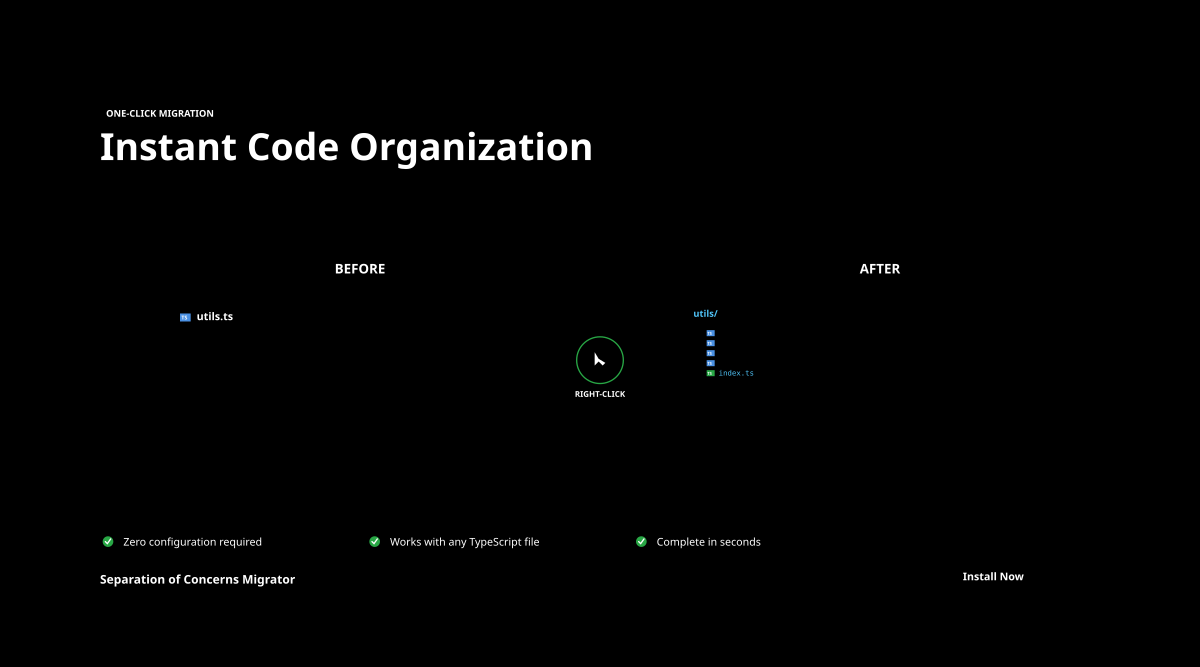 ONE-CLICK MIGRATION
Instant Code Organization
BEFORE
AFTER
TS utils.ts
utils/
TS
TS
TS
TS
TS index.ts
RIGHT-CLICK
Zero configuration required
Works with any TypeScript file
Complete in seconds
Separation of Concerns Migrator
Install Now